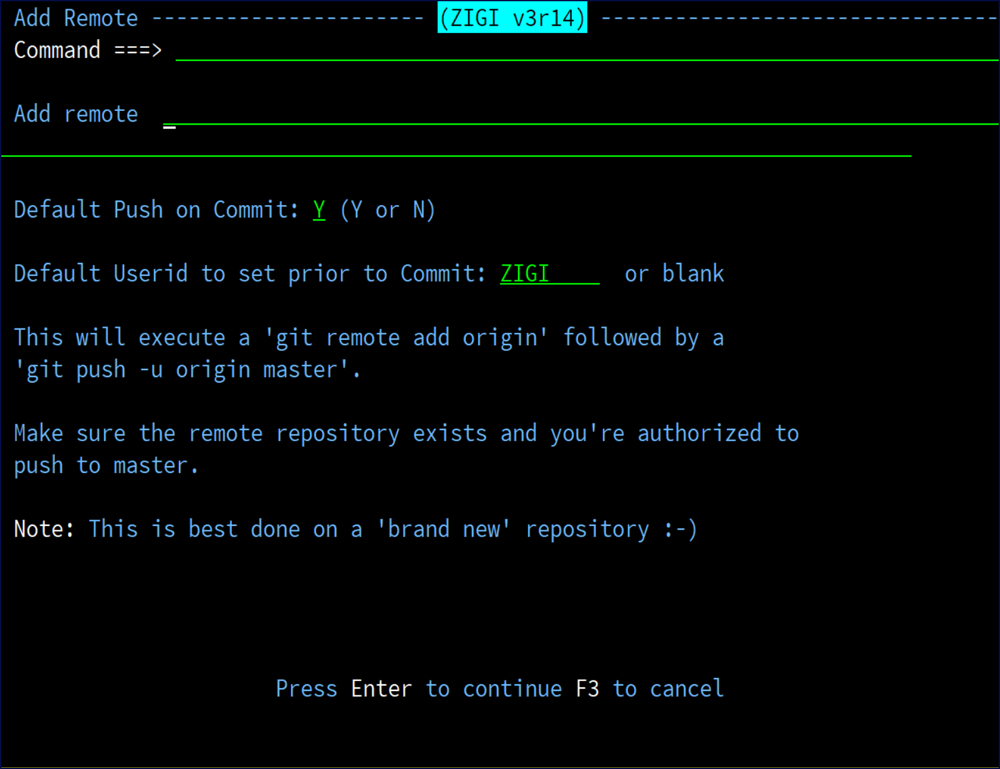 Add Remote ---------------------- (ZIGI v3r14) --------------------------------
Command ===>
Add remote
Default Push on Commit: Y (Y or N)
Default Userid to set prior to Commit: ZIGI or blank
This will execute a 'git remote add origin' followed by a
'git push -u origin master'.
Make sure the remote repository exists and you're authorized to
push to master.
Note: This is best done on a 'brand new' repository :-)
Press Enter to continue F3 to cancel